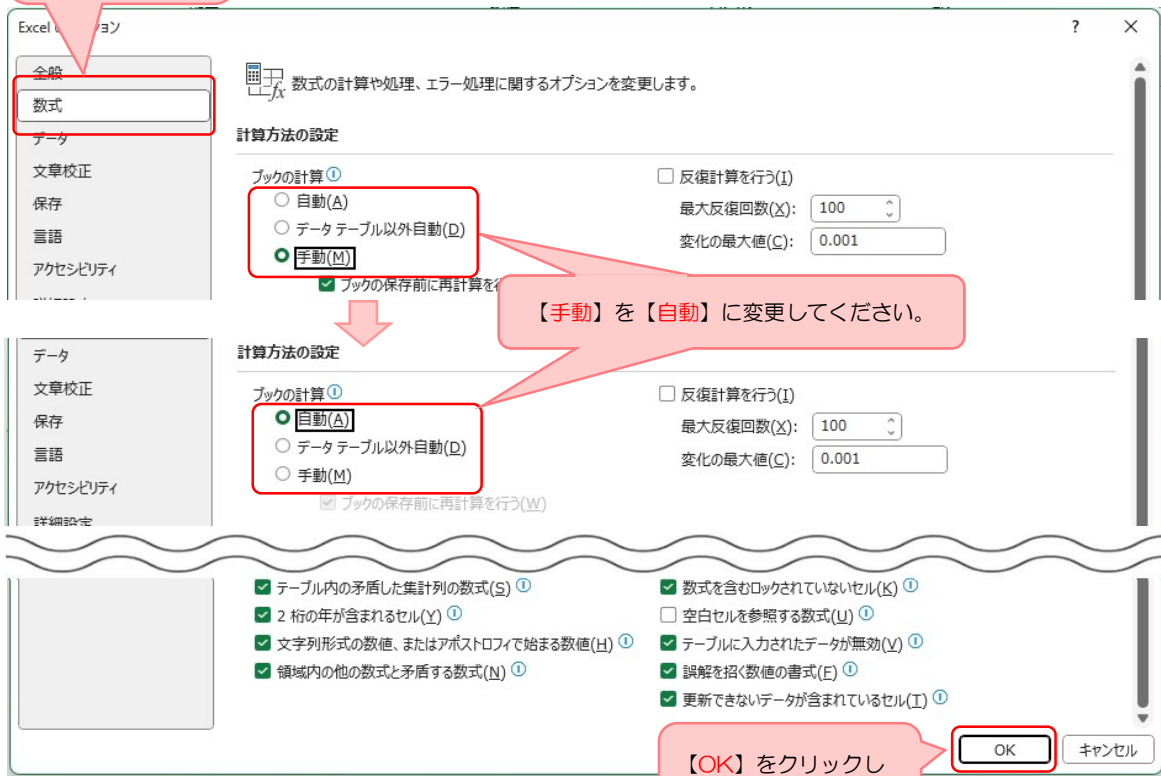 Excel
ョン
?
全般
数式
データ
文章校正
保存
言語
アクセシビリティ
数式の計算や処理、エラー処理に関するオプションを変更します。
計算方法の設定
ブックの計算
自動(A)
データ テーブル以外自動(D)
手動(M)
ブックの保存前に再計算を
反復計算を行う(I)
最大反復回数(X): 100
変化の最大値(C): 0.001
【手動】を【自動】に変更してください。
データ
文章校正
保存
言語
アクセシビリティ
詳細設定
計算方法の設定
ブックの計算
自動(A)
データ テーブル以外自動(D)
手動(M)
ブックの保存前に再計算を行う(W)
反復計算を行う(I)
最大反復回数(X): 100
変化の最大値(C): 0.001
テーブル内の矛盾した集計列の数式(S)
2 桁の年が含まれるセル(Y)
文字列形式の数値、またはアポストロフィで始まる数値(H)
領域内の他の数式と矛盾する数式(N)
数式を含むロックされていないセル(K)
空白セルを参照する数式(U)
テーブルに入力されたデータが無効(V)
誤解を招く数値の書式(F)
更新できないデータが含まれているセル(T)
【OK】をクリックし
OK
キャンセル